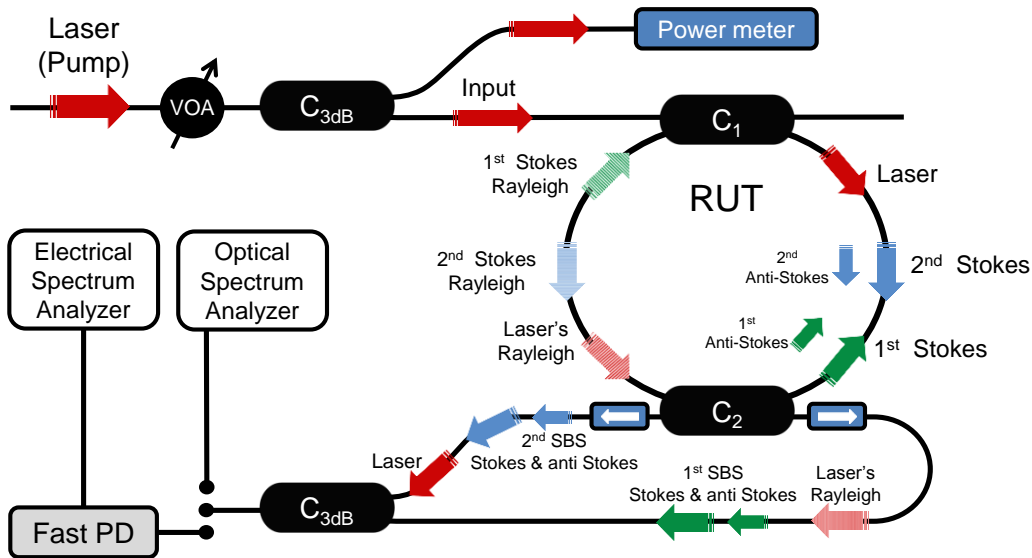 Laser
(Pump)
VOA
C3dB
Power meter
Input
C1
1st Stokes
Rayleigh
RUT
Laser
Electrical
Spectrum
Analyzer
Optical
Spectrum
Analyzer
2nd Stokes
Rayleigh
2nd
Anti-Stokes
2nd Stokes
Laser's
Rayleigh
1st
Anti-Stokes
1st Stokes
C2
2nd SBS
Stokes & anti Stokes
Laser
1st SBS
Stokes & anti Stokes
Laser's
Rayleigh
C3dB
Fast PD